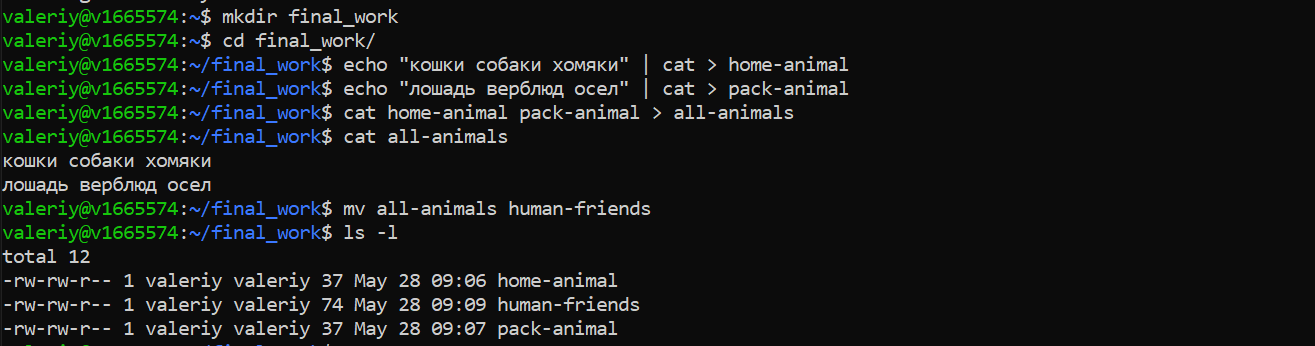 valeriy@v1665574:~$ mkdir final_work
valeriy@v1665574:~$ cd final_work/
valeriy@v1665574:~/final_work$ echo "кошки собаки хомяки" | cat > home-animal
valeriy@v1665574:~/final_work$ echo "лошадь верблюд осел" | cat > pack-animal
valeriy@v1665574:~/final_work$ cat home-animal pack-animal > all-animals
valeriy@v1665574:~/final_work$ cat all-animals
кошки собаки хомяки
лошадь верблюд осел
valeriy@v1665574:~/final_work$ mv all-animals human-friends
valeriy@v1665574:~/final_work$ ls -l
total 12
-rw-rw-r-- 1 valeriy valeriy 37 May 28 09:06 home-animal
-rw-rw-r-- 1 valeriy valeriy 74 May 28 09:09 human-friends
-rw-rw-r-- 1 valeriy valeriy 37 May 28 09:07 pack-animal